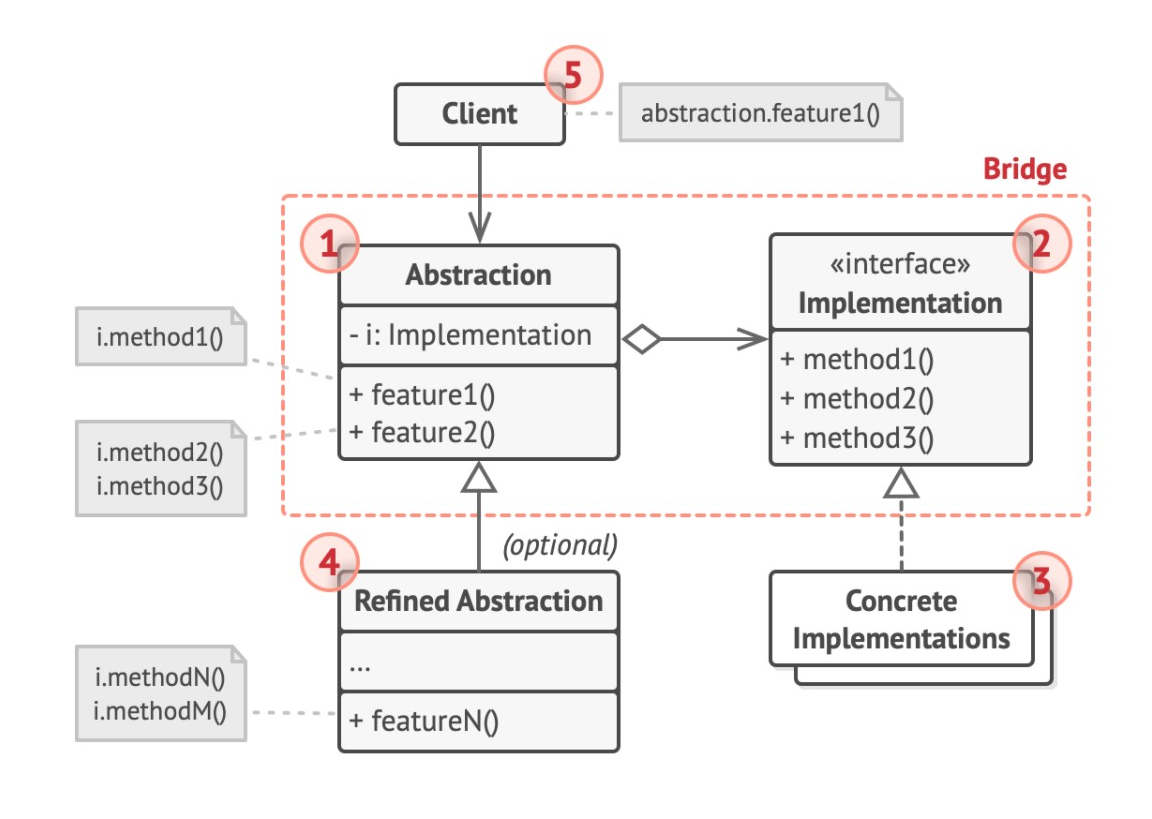 5
Client
abstraction.feature1()
Bridge
1
Abstraction
- i: Implementation
+ feature1()
+ feature2()
i.method1()
i.method2()
i.method3()
2
«interface»
Implementation
+ method1()
+ method2()
+ method3()
(optional)
4
Refined Abstraction
...
+ featureN()
i.methodN()
i.methodM()
3
Concrete
Implementations